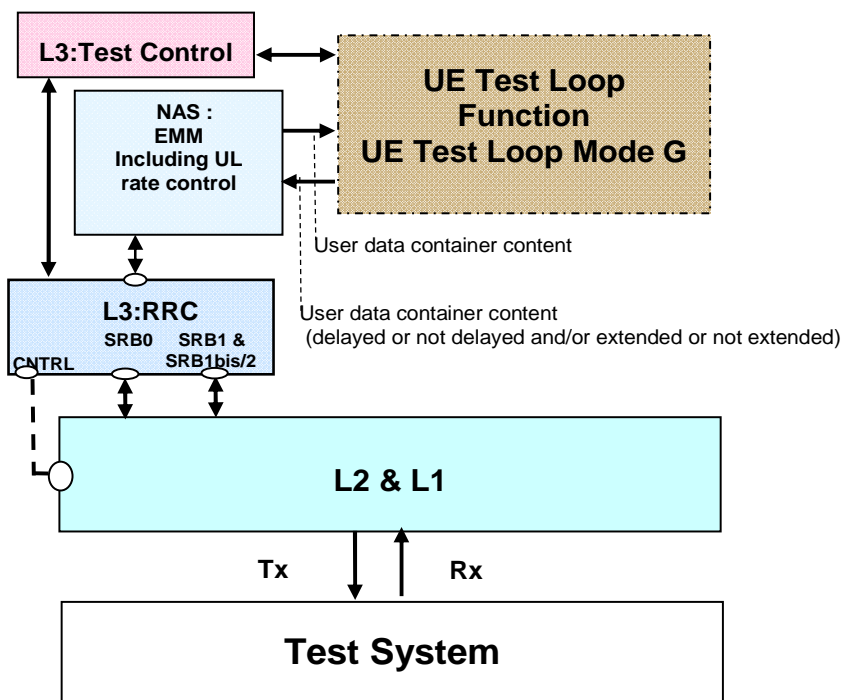 L3:Test Control
UE Test Loop
Function
UE Test Loop Mode G
NAS :
EMM
Including UL
rate control
User data container content
User data container content
(delayed or not delayed and/or extended or not extended)
L3:RRC
SRB0
SRB1 &
SRB1bis/2
CNTRL
L2 & L1
Tx
Rx
Test System